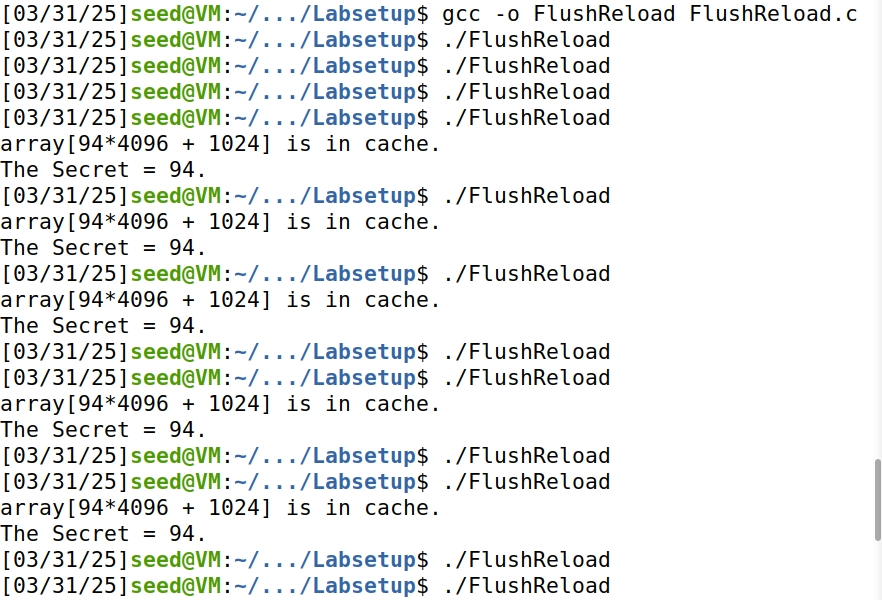 [03/31/25]seed@VM:~/.../Labsetup$ gcc -o FlushReload FlushReload.c
[03/31/25]seed@VM:~/.../Labsetup$ ./FlushReload
[03/31/25]seed@VM:~/.../Labsetup$ ./FlushReload
[03/31/25]seed@VM:~/.../Labsetup$ ./FlushReload
[03/31/25]seed@VM:~/.../Labsetup$ ./FlushReload
array[94*4096 + 1024] is in cache.
The Secret = 94.
[03/31/25]seed@VM:~/.../Labsetup$ ./FlushReload
array[94*4096 + 1024] is in cache.
The Secret = 94.
[03/31/25]seed@VM:~/.../Labsetup$ ./FlushReload
array[94*4096 + 1024] is in cache.
The Secret = 94.
[03/31/25]seed@VM:~/.../Labsetup$ ./FlushReload
[03/31/25]seed@VM:~/.../Labsetup$ ./FlushReload
array[94*4096 + 1024] is in cache.
The Secret = 94.
[03/31/25]seed@VM:~/.../Labsetup$ ./FlushReload
[03/31/25]seed@VM:~/.../Labsetup$ ./FlushReload
array[94*4096 + 1024] is in cache.
The Secret = 94.
[03/31/25]seed@VM:~/.../Labsetup$ ./FlushReload
[03/31/25]seed@VM:~/.../Labsetup$ ./FlushReload